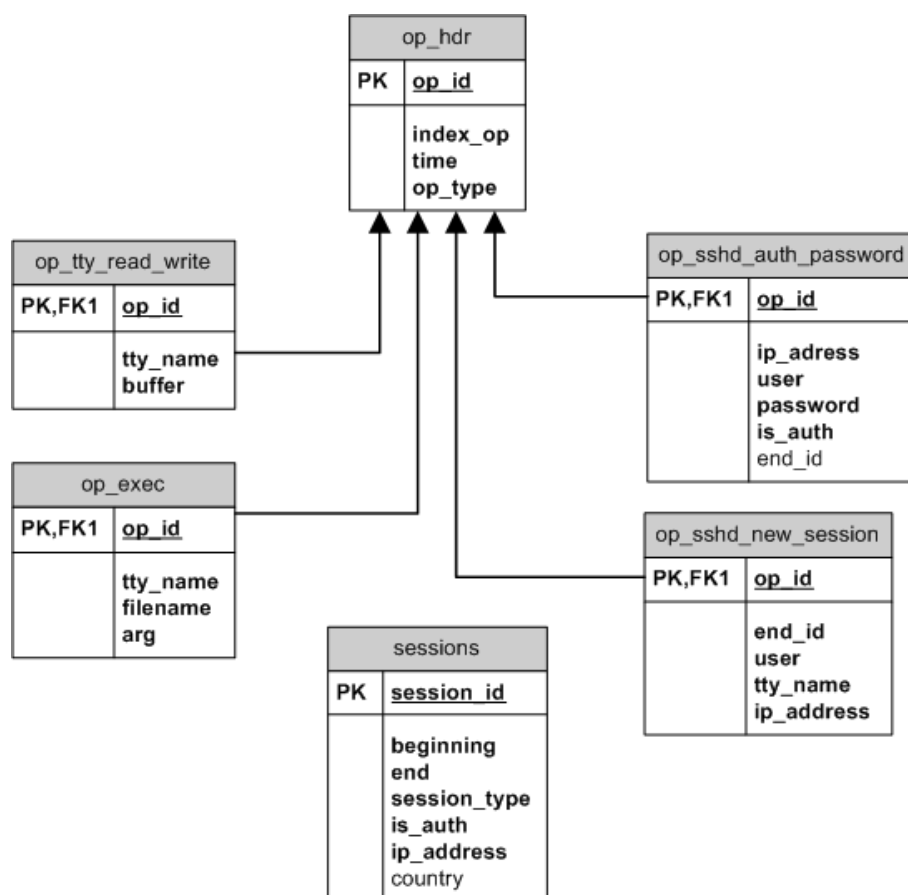 op_hdr
PK op_id
index_op
time
op_type
op_tty_read_write
PK,FK1 op_id
tty_name
buffer
op_sshd_auth_password
PK,FK1 op_id
ip_adress
user
password
is_auth
end_id
op_exec
PK,FK1 op_id
tty_name
filename
arg
op_sshd_new_session
PK,FK1 op_id
end_id
user
tty_name
ip_address
sessions
PK session_id
beginning
end
session_type
is_auth
ip_address
country